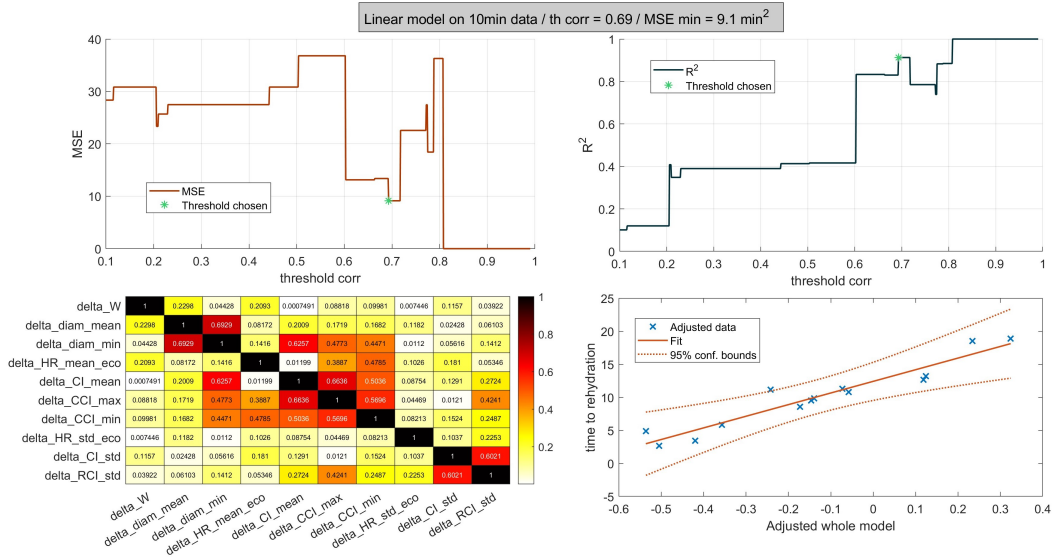 Linear model on 10min data / th corr = 0.69 / MSE min = 9.1 min²
40
30
20
10
0
MSE
MSE
Threshold chosen
0.1 0.2 0.3 0.4 0.5 0.6 0.7 0.8 0.9 1
threshold corr
1
0.8
0.6
0.4
0.2
0
R²
R²
Threshold chosen
0.1 0.2 0.3 0.4 0.5 0.6 0.7 0.8 0.9 1
threshold corr
delta_W 1 0.2298 0.04428 0.2093 0.0007491 0.08818 0.09981 0.007446 0.1157 0.03922
delta_diam_mean 0.2298 1 0.6929 0.08172 0.2009 0.1719 0.1682 0.1182 0.02428 0.06103
delta_diam_min 0.04428 0.6929 1 0.1416 0.6257 0.4773 0.4471 0.0112 0.05616 0.1412
delta_HR_mean_eco 0.2093 0.08172 0.1416 1 0.01199 0.3887 0.4785 0.1026 0.181 0.05346
delta_CI_mean 0.0007491 0.2009 0.6257 0.01199 1 0.6636 0.5036 0.08754 0.1291 0.2724
delta_CCI_max 0.08818 0.1719 0.4773 0.3887 0.6636 1 0.5696 0.04469 0.0121 0.4241
delta_CCI_min 0.09981 0.1682 0.4471 0.4785 0.5036 0.5696 1 0.08213 0.1524 0.2487
delta_HR_std_eco 0.007446 0.1182 0.0112 0.1026 0.08754 0.04469 0.08213 1 0.1037 0.2253
delta_CI_std 0.1157 0.02428 0.05616 0.181 0.1291 0.0121 0.1524 0.1037 1 0.6021
delta_RCI_std 0.03922 0.06103 0.1412 0.05346 0.2724 0.4241 0.2487 0.2253 0.6021 1
delta_W
delta_diam_mean
delta_diam_min
delta_HR_mean_eco
delta_CI_mean
delta_CCI_max
delta_CCI_min
delta_HR_std_eco
delta_CI_std
delta_RCI_std
1
0.8
0.6
0.4
0.2
25
20
15
10
5
0
-5
time to rehydration
Adjusted data
Fit
95% conf. bounds
-0.6 -0.5 -0.4 -0.3 -0.2 -0.1 0 0.1 0.2 0.3 0.4
Adjusted whole model